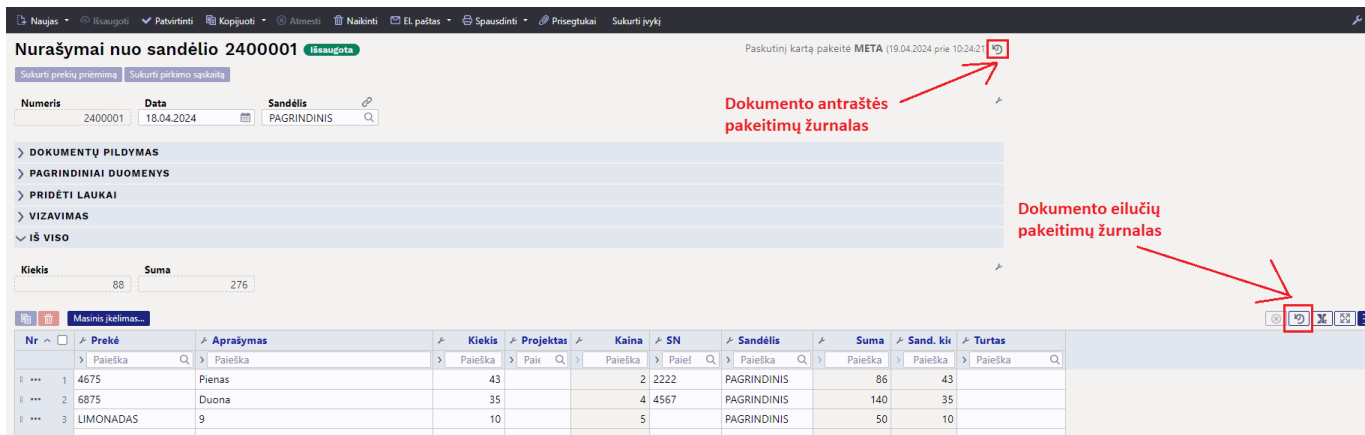 Naujas Išsaugoti Patvirtinti Kopijuoti Atmesti Naikinti El. paštas Spausdinti Prisegtukai Sukurti įvykį
Nurašymai nuo sandėlio 2400001 Išsaugota
Paskutinį kartą pakeitė META (19.04.2024 prie 10:24:21)
Sukurti prekių priėmimą Sukurti pirkimo sąskaitą
Dokumento antraštės
pakeitimų žurnalas
Numeris Data Sandėlis
2400001 18.04.2024 PAGRINDINIS
DOKUMENTŲ PILDYMAS
PAGRINDINIAI DUOMENYS
PRIDĖTI LAUKAI
VIZAVIMAS
IŠ VISO
Dokumento eilučių
pakeitimų žurnalas
Kiekis Suma
88 276
Masinis įkėlimas...
Nr Prekė Aprašymas Kiekis Projektas Kaina SN Sandėlis Suma Sand. kie Turtas
Paieška Paieška Paieška Paie Paieška Paieš Paieška Paieška Paieška Paieška
1 4675 Pienas 43 2 2222 PAGRINDINIS 86 43
2 6875 Duona 35 4 4567 PAGRINDINIS 140 35
3 LIMONADAS 9 10 5 PAGRINDINIS 50 10